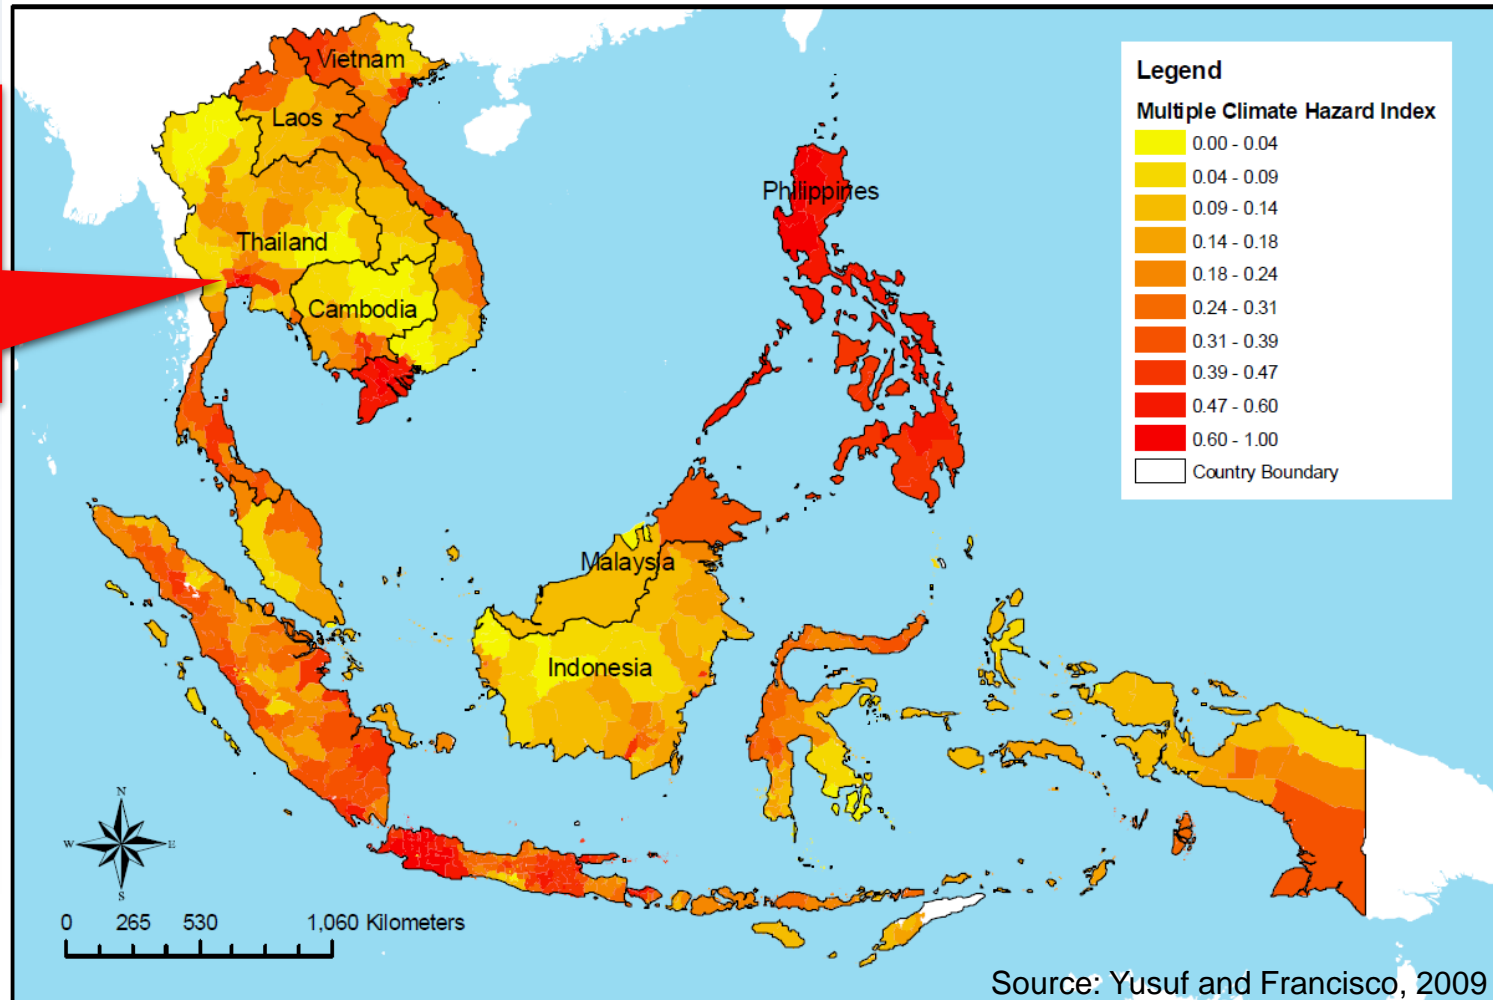 Vietnam
Laos
Thailand
Cambodia
Philippines
Malaysia
Indonesia
Legend
Multiple Climate Hazard Index
0.00 - 0.04
0.04 - 0.09
0.09 - 0.14
0.14 - 0.18
0.18 - 0.24
0.24 - 0.31
0.31 - 0.39
0.39 - 0.47
0.47 - 0.60
0.60 - 1.00
Country Boundary
N
W E
S
0 265 530 1,060 Kilometers
Source: Yusuf and Francisco, 2009